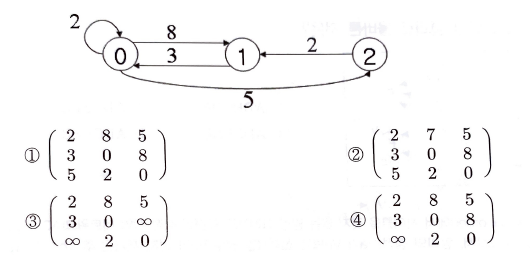 2
8
0 3 1 2 2
5
① ( 2 8 5 ② ( 2 7 5
3 0 8 3 0 8
5 2 0 ) 5 2 0 )
③ ( 2 8 5 ④ ( 2 8 5
3 0 ∞ 3 0 8
∞ 2 0 ) ∞ 2 0 )